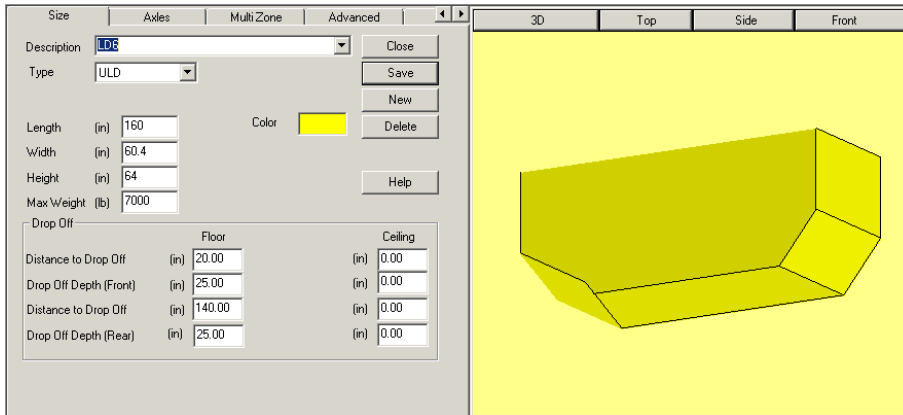 Size Axles Multi Zone Advanced 3D Top Side Front
Description LD6 Close
Type ULD Save
New
Length (in) 160 Color Delete
Width (in) 60.4
Height (in) 64 Help
Max Weight (lb) 7000
Drop Off
Floor Ceiling
Distance to Drop Off (in) 20.00 (in) 0.00
Drop Off Depth (Front) (in) 25.00 (in) 0.00
Distance to Drop Off (in) 140.00 (in) 0.00
Drop Off Depth (Rear) (in) 25.00 (in) 0.00